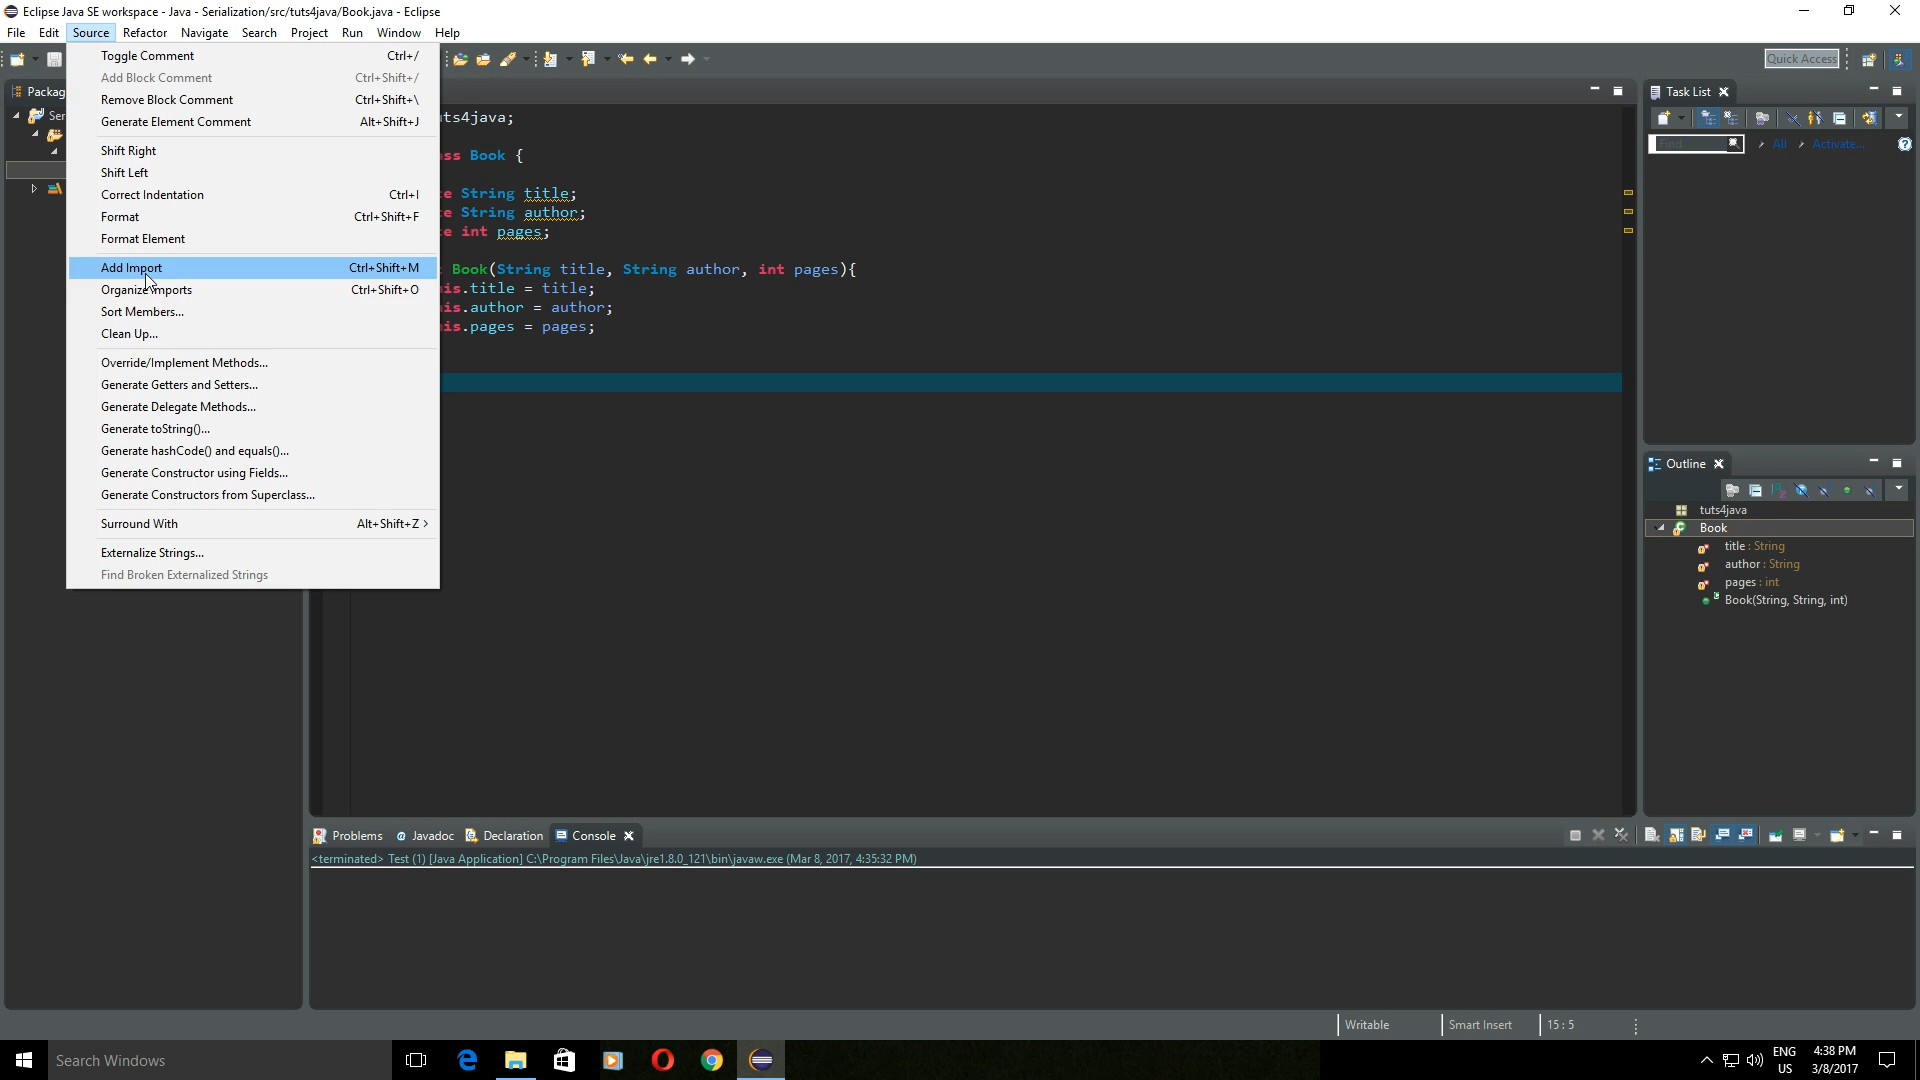 Eclipse Java SE workspace - Java - Serialization/src/tuts4java/Book.java - Eclipse
File Edit Source Refactor Navigate Search Project Run Window Help
Toggle Comment Ctrl+/
Add Block Comment Ctrl+Shift+/
Remove Block Comment Ctrl+Shift+\
Generate Element Comment Alt+Shift+J
Shift Right
Shift Left
Correct Indentation Ctrl+I
Format Ctrl+Shift+F
Format Element
Add Import Ctrl+Shift+M
Organize Imports Ctrl+Shift+O
Sort Members...
Clean Up...
Override/Implement Methods...
Generate Getters and Setters...
Generate Delegate Methods...
Generate toString()...
Generate hashCode() and equals()...
Generate Constructor using Fields...
Generate Constructors from Superclass...
Surround With Alt+Shift+Z >
Externalize Strings...
Find Broken Externalized Strings
Packag
Ser
uts4java;
ss Book {
e String title;
e String author;
e int pages;
Book(String title, String author, int pages){
is.title = title;
is.author = author;
is.pages = pages;
Quick Access
Task List
Find All Activate...
Outline
tuts4java
Book
title : String
author : String
pages : int
Book(String, String, int)
Problems @ Javadoc Declaration Console
<terminated> Test (1) [Java Application] C:\Program Files\Java\jre1.8.0_121\bin\javaw.exe (Mar 8, 2017, 4:35:32 PM)
Writable Smart Insert 15 : 5
Search Windows
ENG
US
4:38 PM
3/8/2017